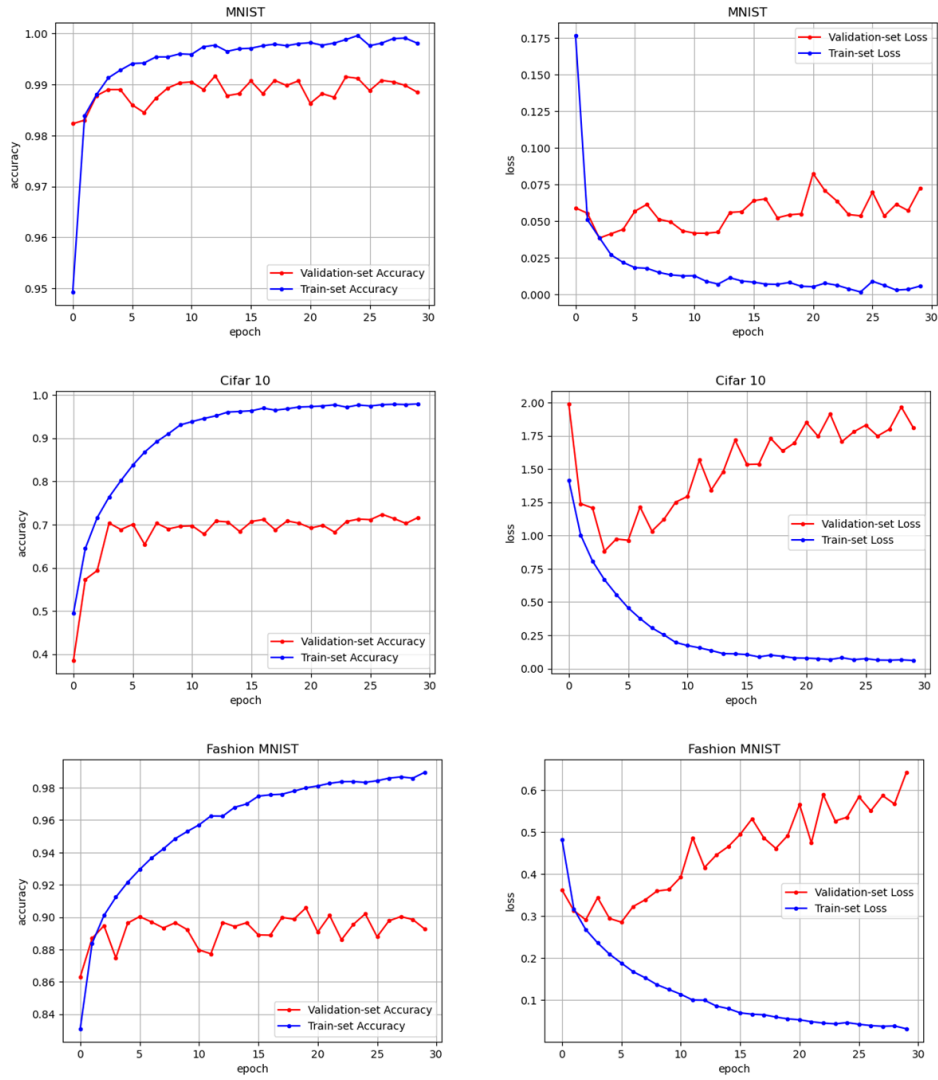 MNIST
1.00
0.99
0.98
0.97
0.96
0.95
accuracy
Validation-set Accuracy
Train-set Accuracy
0 5 10 15 20 25 30
epoch
MNIST
0.175
0.150
0.125
0.100
0.075
0.050
0.025
0.000
loss
Validation-set Loss
Train-set Loss
0 5 10 15 20 25 30
epoch
Cifar 10
1.0
0.9
0.8
0.7
0.6
0.5
0.4
accuracy
Validation-set Accuracy
Train-set Accuracy
0 5 10 15 20 25 30
epoch
Cifar 10
2.00
1.75
1.50
1.25
1.00
0.75
0.50
0.25
0.00
loss
Validation-set Loss
Train-set Loss
0 5 10 15 20 25 30
epoch
Fashion MNIST
0.98
0.96
0.94
0.92
0.90
0.88
0.86
0.84
accuracy
Validation-set Accuracy
Train-set Accuracy
0 5 10 15 20 25 30
epoch
Fashion MNIST
0.6
0.5
0.4
0.3
0.2
0.1
loss
Validation-set Loss
Train-set Loss
0 5 10 15 20 25 30
epoch